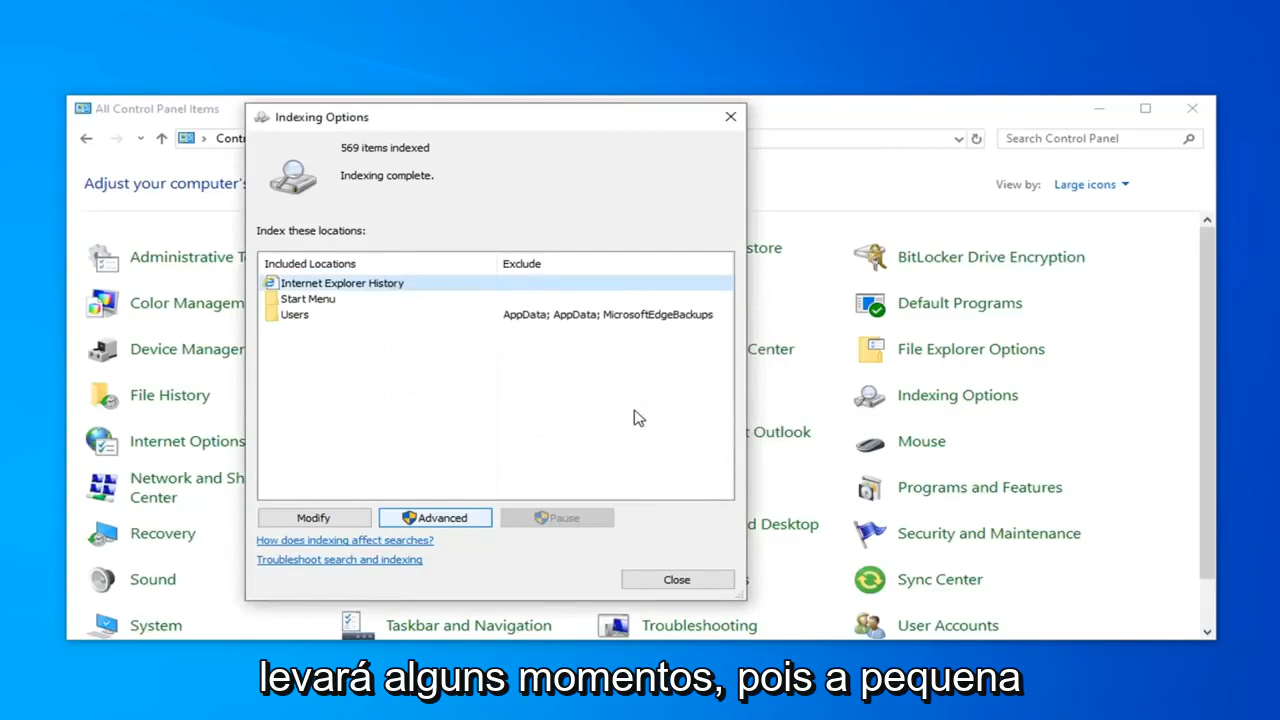 All Control Panel Items
Indexing Options
Contr
Search Control Panel
569 items indexed
Indexing complete.
Adjust your computer's
View by:
Large icons
Index these locations:
Included Locations
Exclude
Internet Explorer History
Start Menu
Users
AppData; AppData; MicrosoftEdgeBackups
Modify
Advanced
Pause
How does indexing affect searches?
Troubleshoot search and indexing
Close
Administrative T
store
BitLocker Drive Encryption
Color Managem
Default Programs
Device Manager
Center
File Explorer Options
File History
Indexing Options
Internet Options
t Outlook
Mouse
Network and Sh
Center
Programs and Features
Recovery
d Desktop
Security and Maintenance
Sound
Sync Center
System
Taskbar and Navigation
Troubleshooting
User Accounts
levará alguns momentos, pois a pequena